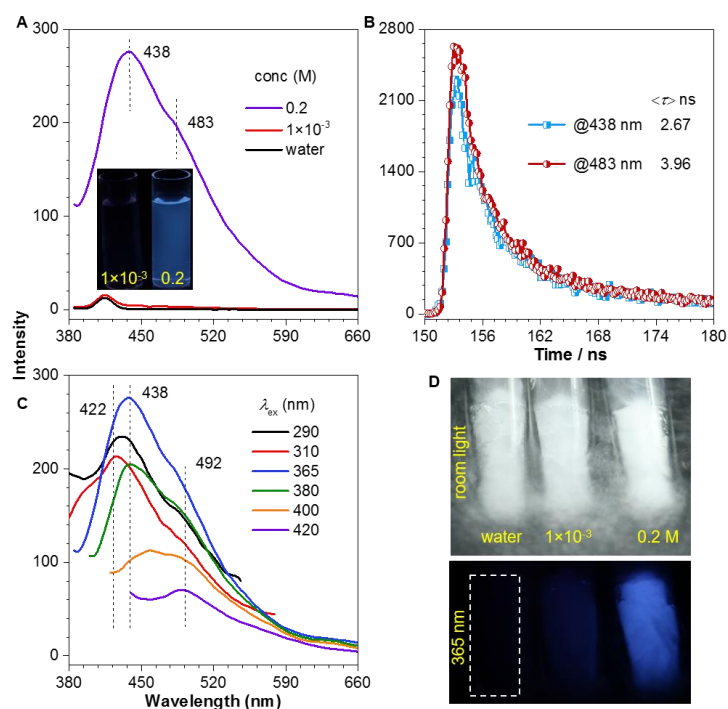 A
300
200
100
0
438
483
conc (M)
0.2
1×10⁻³
water
1×10⁻³ 0.2
380 450 520 590 660
Intensity
B
2800
2100
1400
700
0
<τ> ns
@438 nm 2.67
@483 nm 3.96
150 156 162 168 174 180
Time / ns
C
300
200
100
0
422
438
492
λex (nm)
290
310
365
380
400
420
380 450 520 590 660
Wavelength (nm)
D
room light
water 1×10⁻³ 0.2 M
365 nm